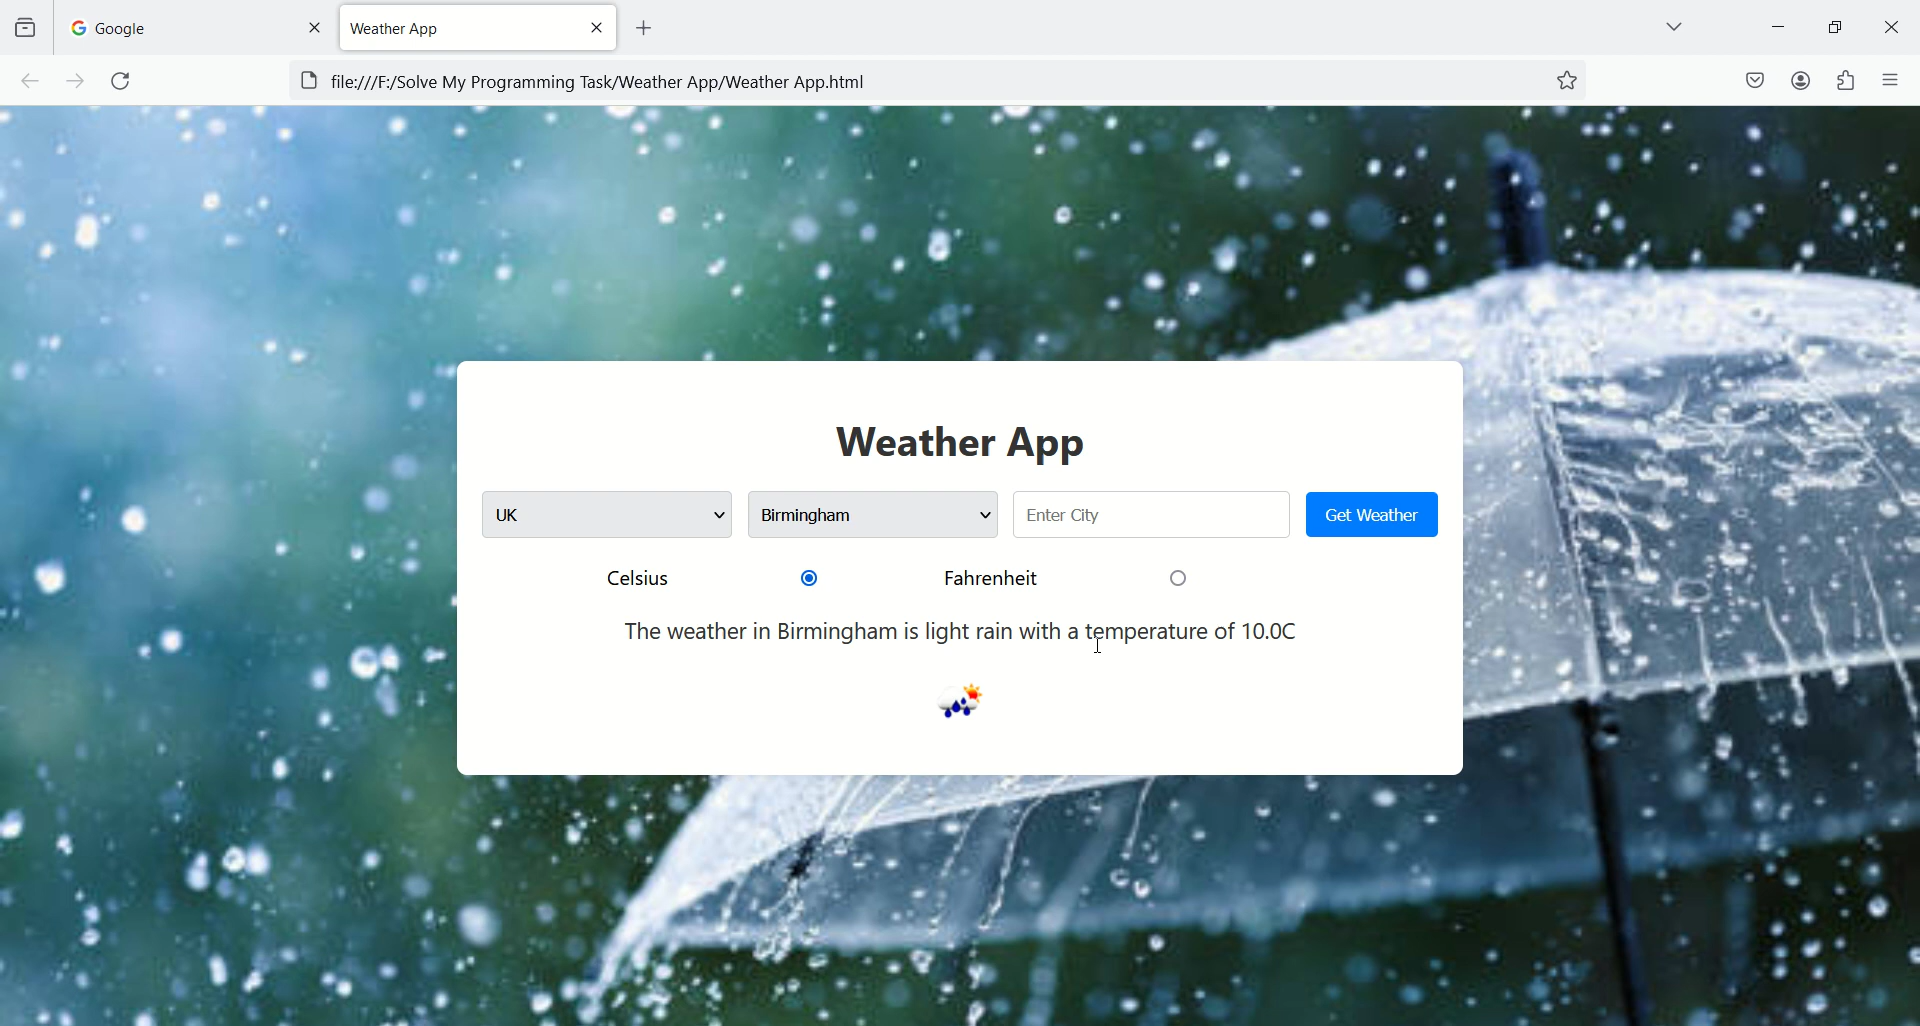 Google
Weather App
file:///F:/Solve My Programming Task/Weather App/Weather App.html
Weather App
UK
Birmingham
Enter City
Get Weather
Celsius
Fahrenheit
The weather in Birmingham is light rain with a temperature of 10.0C